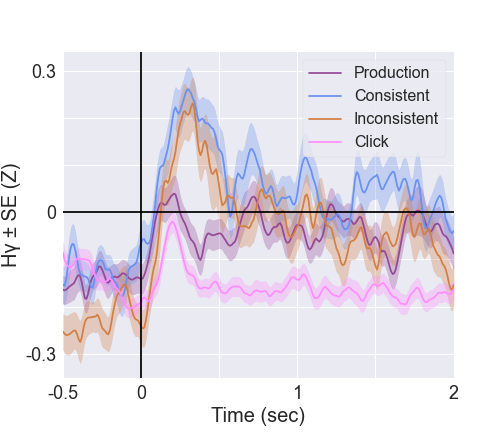 Production
Consistent
Inconsistent
Click
0.3
0
-0.3
Hγ ± SE (Z)
-0.5 0 1 2
Time (sec)